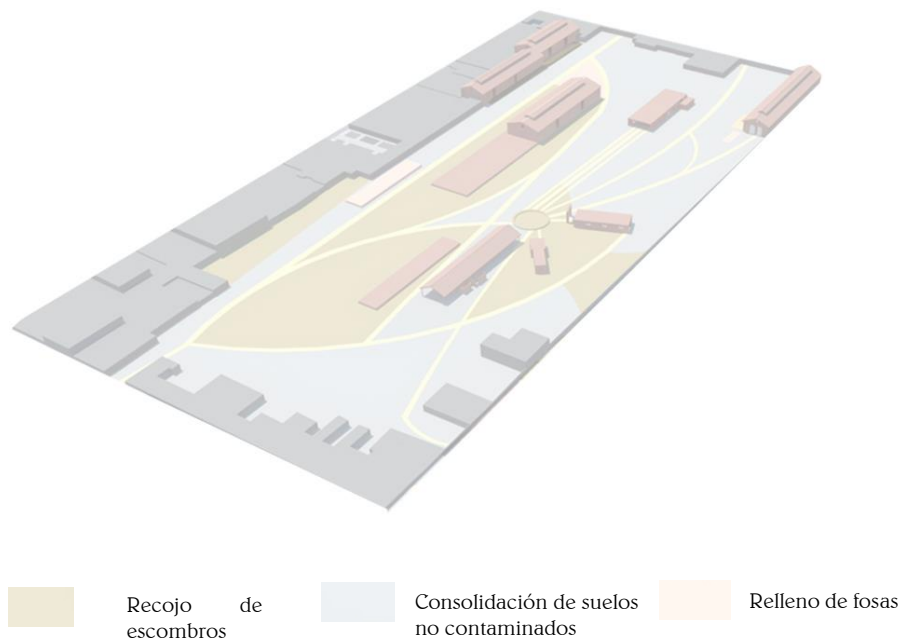 Recojo de
escombros
Consolidación de suelos
no contaminados
Relleno de fosas